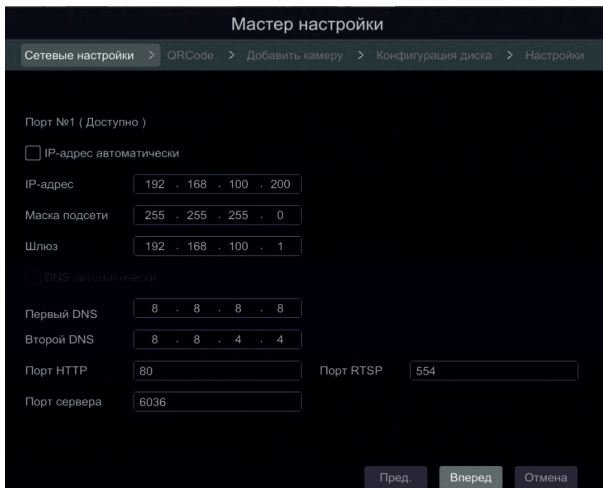 Мастер настройки
Сетевые настройки > QRCode > Добавить камеру > Конфигурация диска > Настройки
Порт №1 ( Доступно )
IP-адрес автоматически
IP-адрес 192 . 168 . 100 . 200
Маска подсети 255 . 255 . 255 . 0
Шлюз 192 . 168 . 100 . 1
DNS автоматически
Первый DNS 8 . 8 . 8 . 8
Второй DNS 8 . 8 . 4 . 4
Порт HTTP 80 Порт RTSP 554
Порт сервера 6036
Пред. Вперед Отмена